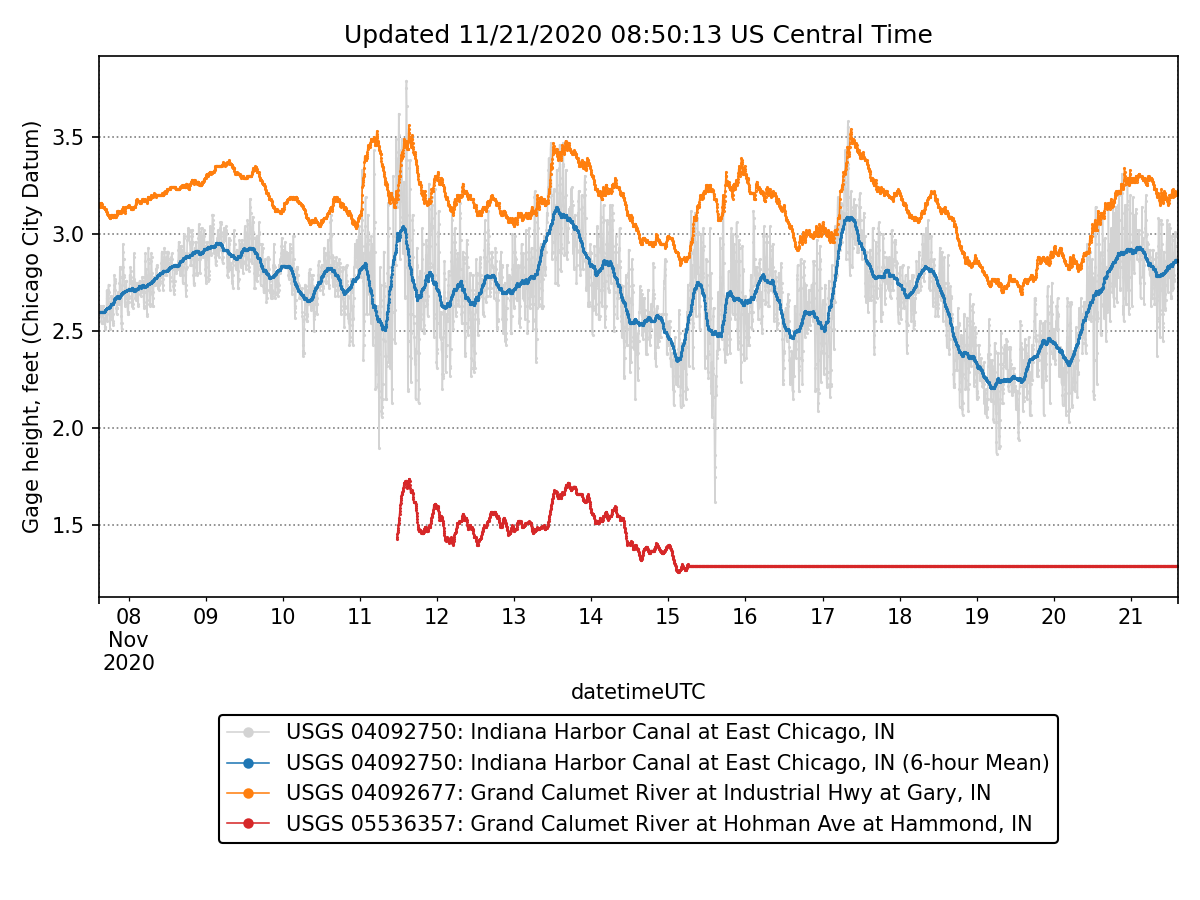 Updated 11/21/2020 08:50:13 US Central Time
Gage height, feet (Chicago City Datum)
3.5
3.0
2.5
2.0
1.5
08 09 10 11 12 13 14 15 16 17 18 19 20 21
Nov
2020
datetimeUTC
USGS 04092750: Indiana Harbor Canal at East Chicago, IN
USGS 04092750: Indiana Harbor Canal at East Chicago, IN (6-hour Mean)
USGS 04092677: Grand Calumet River at Industrial Hwy at Gary, IN
USGS 05536357: Grand Calumet River at Hohman Ave at Hammond, IN